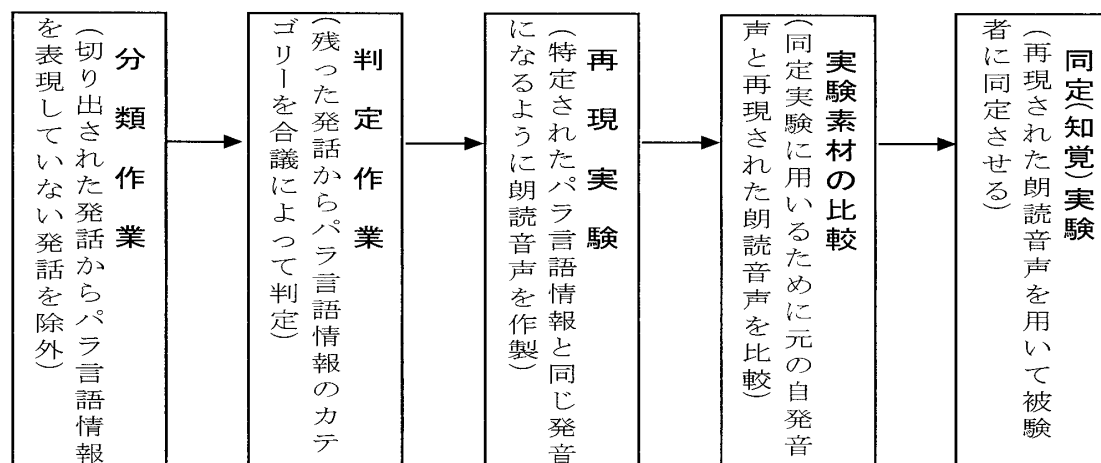 分類作業
(切り出された発話からパラ言語情報
を表現していない発話を除外)
判定作業
(残った発話からパラ言語情報のカテ
ゴリーを合議によって判定)
再現実験
(特定されたパラ言語情報と同じ発音
になるように朗読音声を作製)
実験素材の比較
(同定実験に用いるために元の自発音
声と再現された朗読音声を比較)
同定(知覚)実験
(再現された朗読音声を用いて被験
者に同定させる)